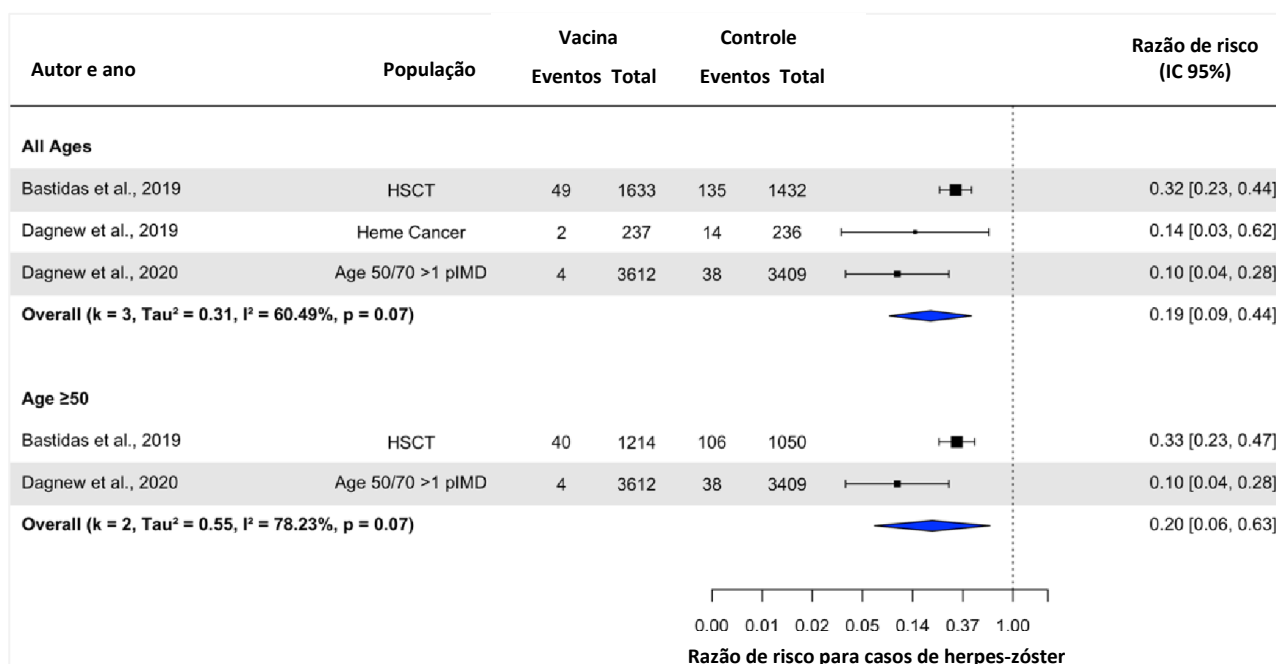 Vacina Controle
Autor e ano População Eventos Total Eventos Total Razão de risco
(IC 95%)
All Ages
Bastidas et al., 2019 HSCT 49 1633 135 1432 0.32 [0.23, 0.44]
Dagnew et al., 2019 Heme Cancer 2 237 14 236 0.14 [0.03, 0.62]
Dagnew et al., 2020 Age 50/70 >1 pIMD 4 3612 38 3409 0.10 [0.04, 0.28]
Overall (k = 3, Tau² = 0.31, I² = 60.49%, p = 0.07) 0.19 [0.09, 0.44]
Age ≥50
Bastidas et al., 2019 HSCT 40 1214 106 1050 0.33 [0.23, 0.47]
Dagnew et al., 2020 Age 50/70 >1 pIMD 4 3612 38 3409 0.10 [0.04, 0.28]
Overall (k = 2, Tau² = 0.55, I² = 78.23%, p = 0.07) 0.20 [0.06, 0.63]
0.00 0.01 0.02 0.05 0.14 0.37 1.00
Razão de risco para casos de herpes-zóster